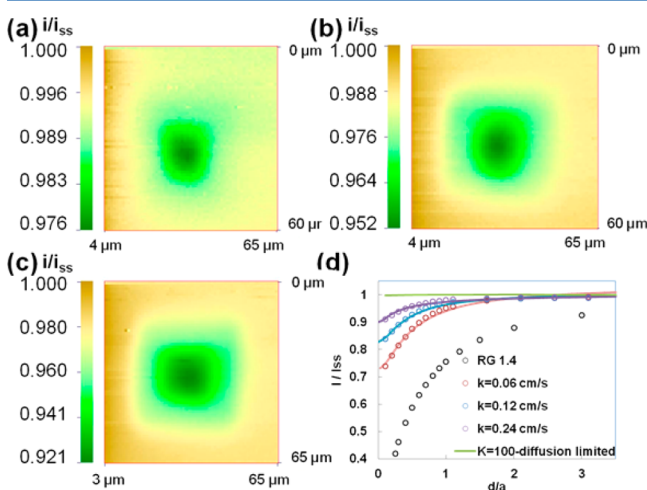 (a) i/iss
1.000
0.996
0.989
0.983
0.976
0 µm
60 µr
4 µm 65 µm
(b) i/iss
1.000
0.988
0.976
0.964
0.952
0 µm
60 µm
4 µm 65 µm
(c) i/iss
1.000
0.980
0.960
0.941
0.921
0 µm
65 µm
3 µm 65 µm
(d)
I / Iss
1
0.9
0.8
0.7
0.6
0.5
0.4
RG 1.4
k=0.06 cm/s
k=0.12 cm/s
k=0.24 cm/s
K=100-diffusion limited
0 1 2 3
d/a